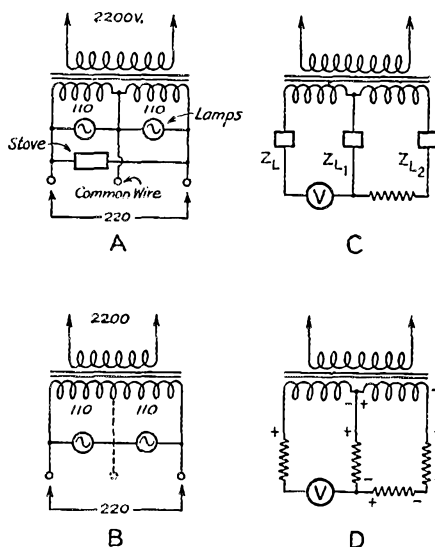 2200V.
110 110
Lamps
Stove
Common Wire
220
A
Z_L Z_L1 Z_L2
V
C
2200
110 110
220
B
- +
+ + +
- -
V
+ -
D